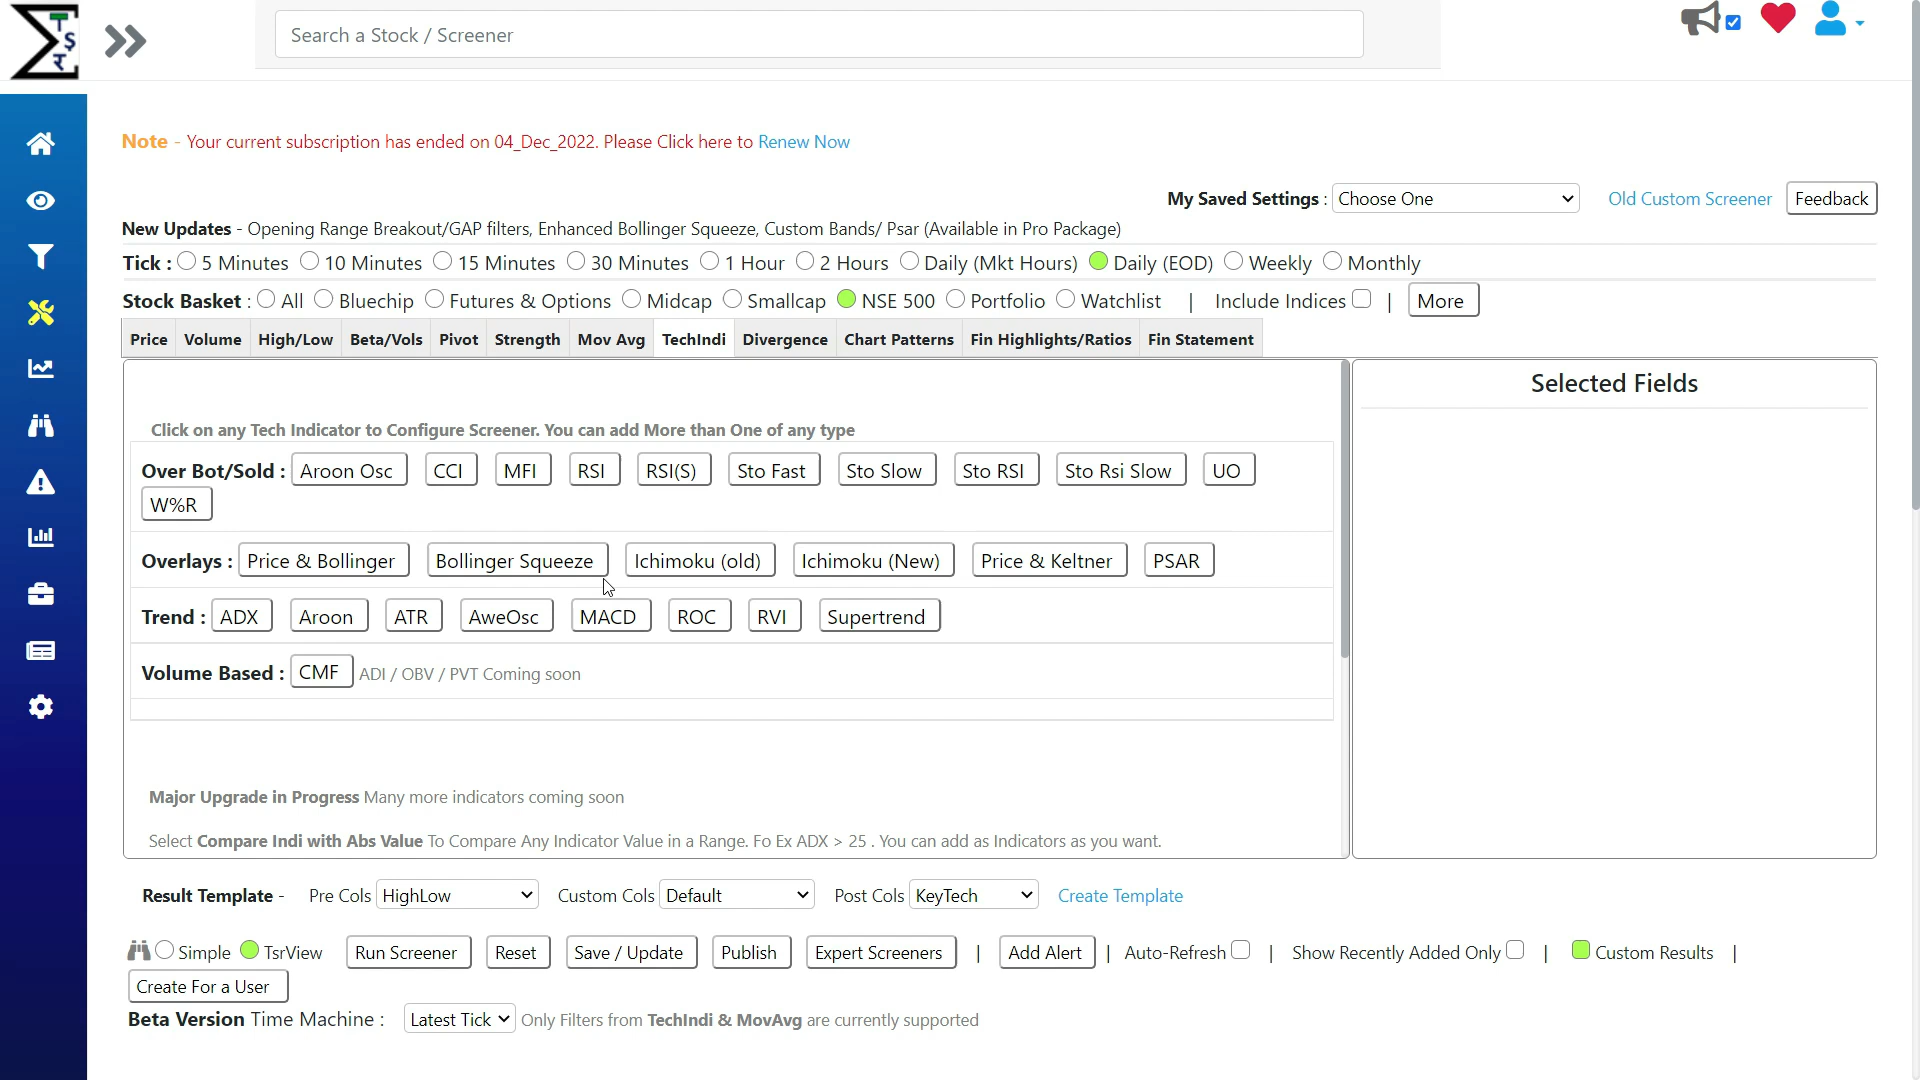 T
$
₹
Search a Stock / Screener
Note - Your current subscription has ended on 04_Dec_2022. Please Click here to Renew Now
My Saved Settings : Choose One Old Custom Screener Feedback
New Updates - Opening Range Breakout/GAP filters, Enhanced Bollinger Squeeze, Custom Bands/ Psar (Available in Pro Package)
Tick : 5 Minutes 10 Minutes 15 Minutes 30 Minutes 1 Hour 2 Hours Daily (Mkt Hours) Daily (EOD) Weekly Monthly
Stock Basket : All Bluechip Futures & Options Midcap Smallcap NSE 500 Portfolio Watchlist | Include Indices | More
Price Volume High/Low Beta/Vols Pivot Strength Mov Avg TechIndi Divergence Chart Patterns Fin Highlights/Ratios Fin Statement
Selected Fields
Click on any Tech Indicator to Configure Screener. You can add More than One of any type
Over Bot/Sold : Aroon Osc CCI MFI RSI RSI(S) Sto Fast Sto Slow Sto RSI Sto Rsi Slow UO
W%R
Overlays : Price & Bollinger Bollinger Squeeze Ichimoku (old) Ichimoku (New) Price & Keltner PSAR
Trend : ADX Aroon ATR AweOsc MACD ROC RVI Supertrend
Volume Based : CMF ADI / OBV / PVT Coming soon
Major Upgrade in Progress Many more indicators coming soon
Select Compare Indi with Abs Value To Compare Any Indicator Value in a Range. Fo Ex ADX > 25 . You can add as Indicators as you want.
Result Template - Pre Cols HighLow Custom Cols Default Post Cols KeyTech Create Template
Simple TsrView Run Screener Reset Save / Update Publish Expert Screeners | Add Alert | Auto-Refresh | Show Recently Added Only | Custom Results |
Create For a User
Beta Version Time Machine : Latest Tick Only Filters from TechIndi & MovAvg are currently supported